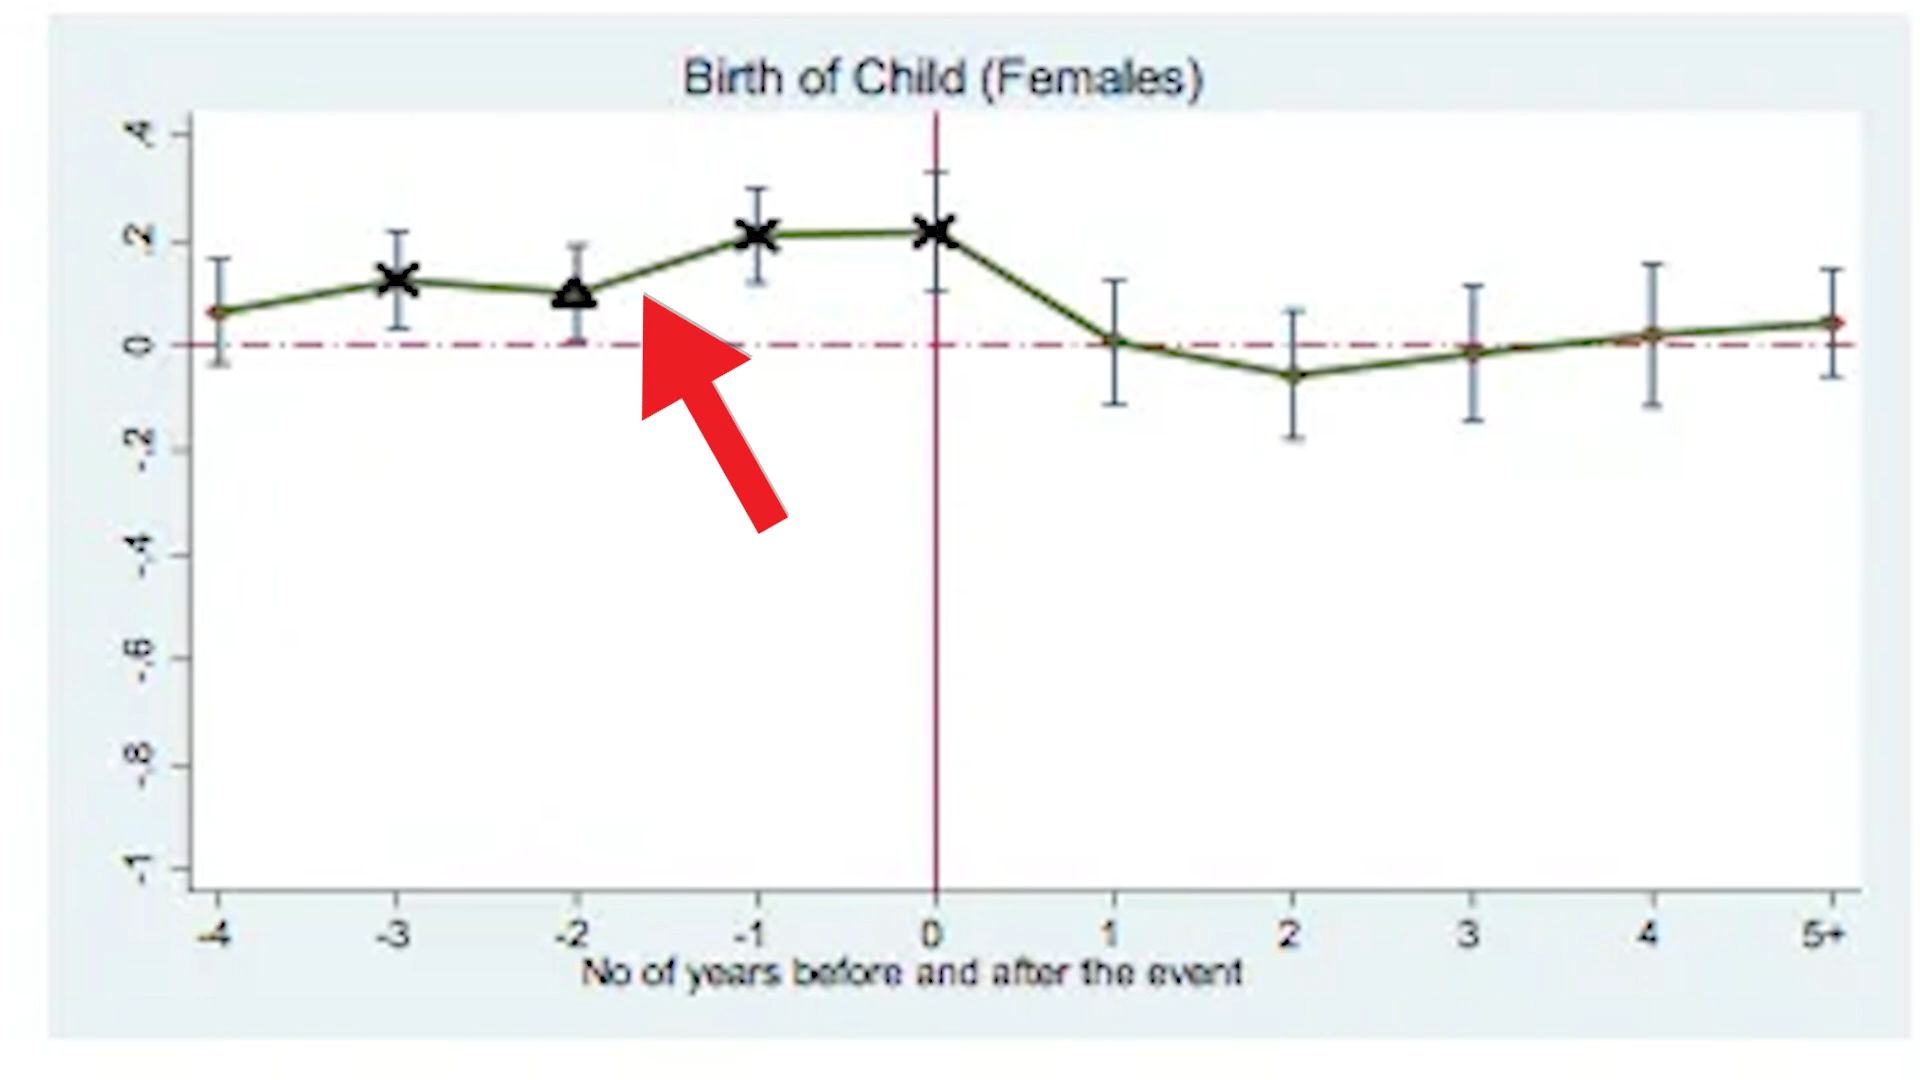 Birth of Child (Females)
.4
.2
0
-.2
-.4
-.6
-.8
-1
-4 -3 -2 -1 0 1 2 3 4 5+
No of years before and after the event